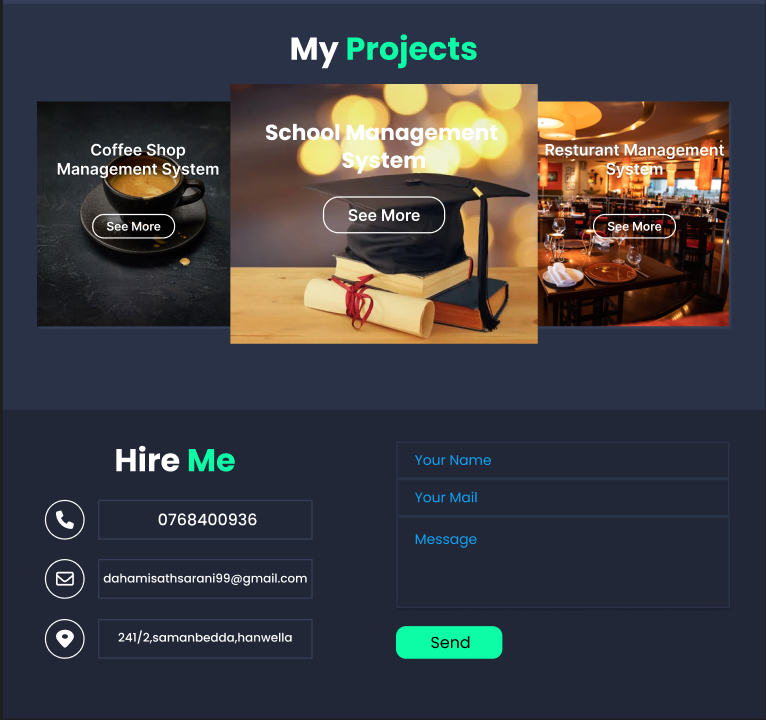 My Projects
Coffee Shop
Management System
See More
School Management
System
See More
Resturant Management
System
See More
Hire Me
0768400936
dahamisathsarani99@gmail.com
241/2,samanbedda,hanwella
Your Name
Your Mail
Message
Send